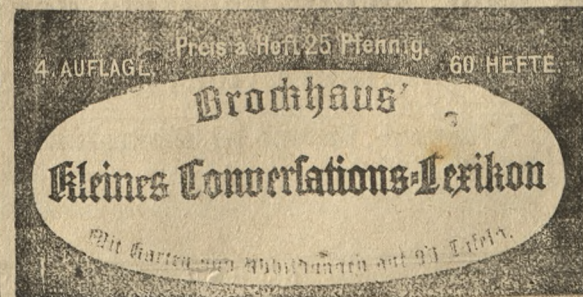 Preis à Heft 25 Pfennig.
4. AUFLAGE. 60 HEFTE.
Brockhaus'
Kleines Conversations-Lexikon
Mit Karten und Abbildungen auf Tafeln.